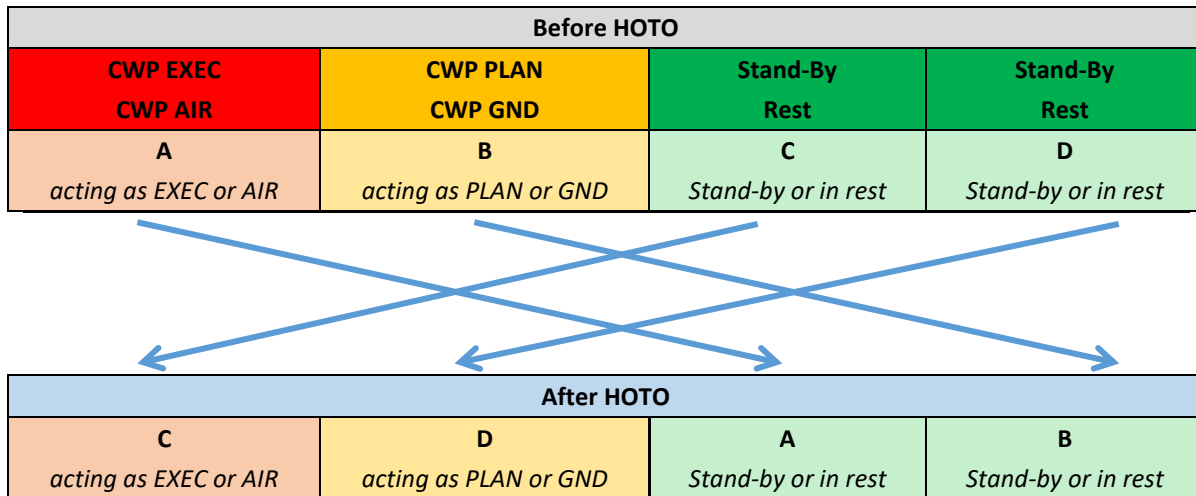 Before HOTO
CWP EXEC CWP PLAN Stand-By Stand-By
CWP AIR CWP GND Rest Rest
A B C D
acting as EXEC or AIR acting as PLAN or GND Stand-by or in rest Stand-by or in rest
After HOTO
C D A B
acting as EXEC or AIR acting as PLAN or GND Stand-by or in rest Stand-by or in rest